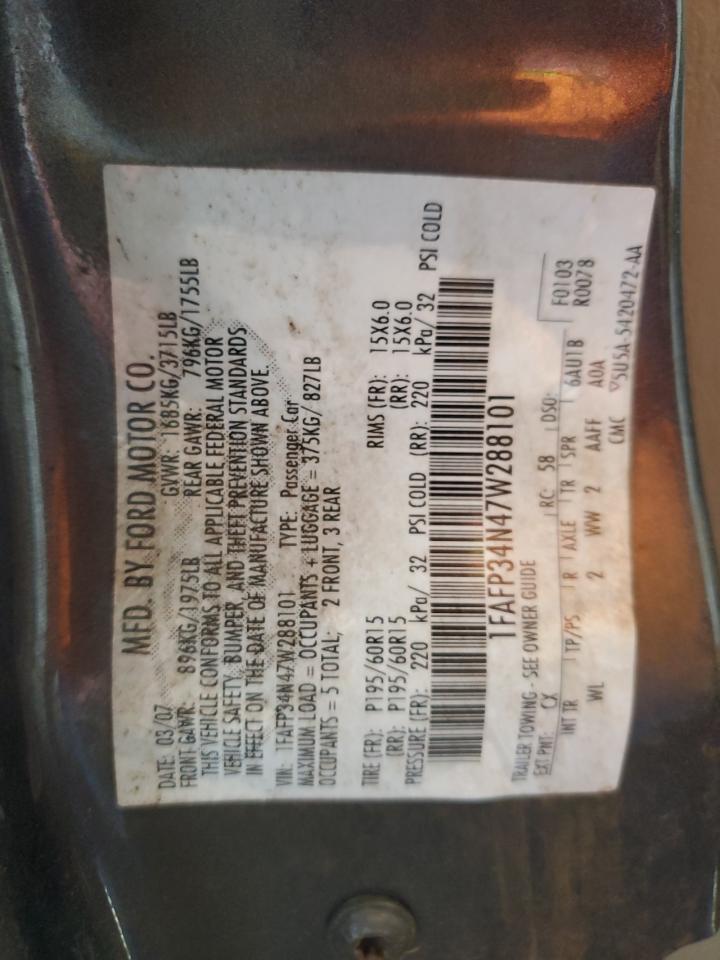 MFD. BY FORD MOTOR CO.
DATE: 03/07 GVWR: 1685KG/3715LB
FRONT GAWR: 896KG/1975LB REAR GAWR: 796KG/1755LB
THIS VEHICLE CONFORMS TO ALL APPLICABLE FEDERAL MOTOR
VEHICLE SAFETY, BUMPER, AND THEFT PREVENTION STANDARDS
IN EFFECT ON THE DATE OF MANUFACTURE SHOWN ABOVE.
VIN: 1FAFP34N47W288101 TYPE: Passenger Car
MAXIMUM LOAD = OCCUPANTS + LUGGAGE = 375KG/ 827LB
OCCUPANTS = 5 TOTAL; 2 FRONT, 3 REAR
TIRE (FR): P195/60R15 RIMS (FR): 15X6.0
(RR): P195/60R15 (RR): 15X6.0
PRESSURE (FR): 220 kPa/ 32 PSI COLD (RR): 220 kPa/ 32 PSI COLD
1FAFP34N47W288101
TRAILER TOWING - SEE OWNER GUIDE
F0103
EXT PNT: CX RC: 58 DSO: R0078
INT TR TP/PS R AXLE TR SPR 6AU1B
WL 2 WW 2 AAFF A0A
CMC ▽5U5A-5420472-AA